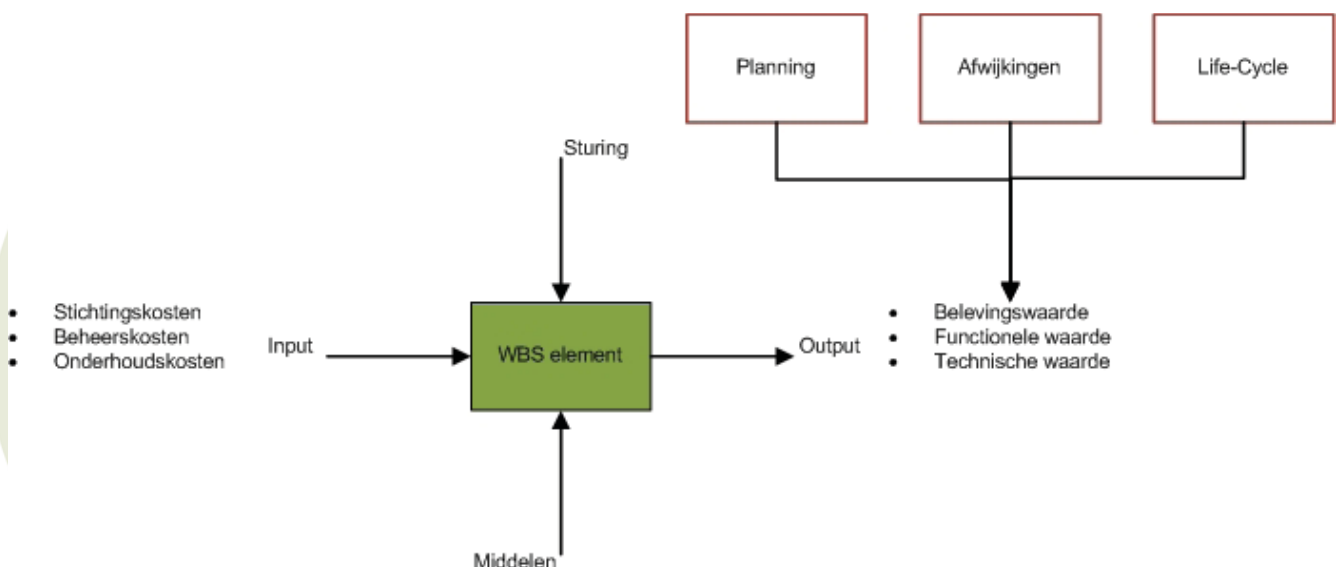 Planning
Afwijkingen
Life-Cycle
Sturing
Stichtingskosten
Beheerskosten
Onderhoudskosten
Input
WBS element
Output
Belevingswaarde
Functionele waarde
Technische waarde
Middelen